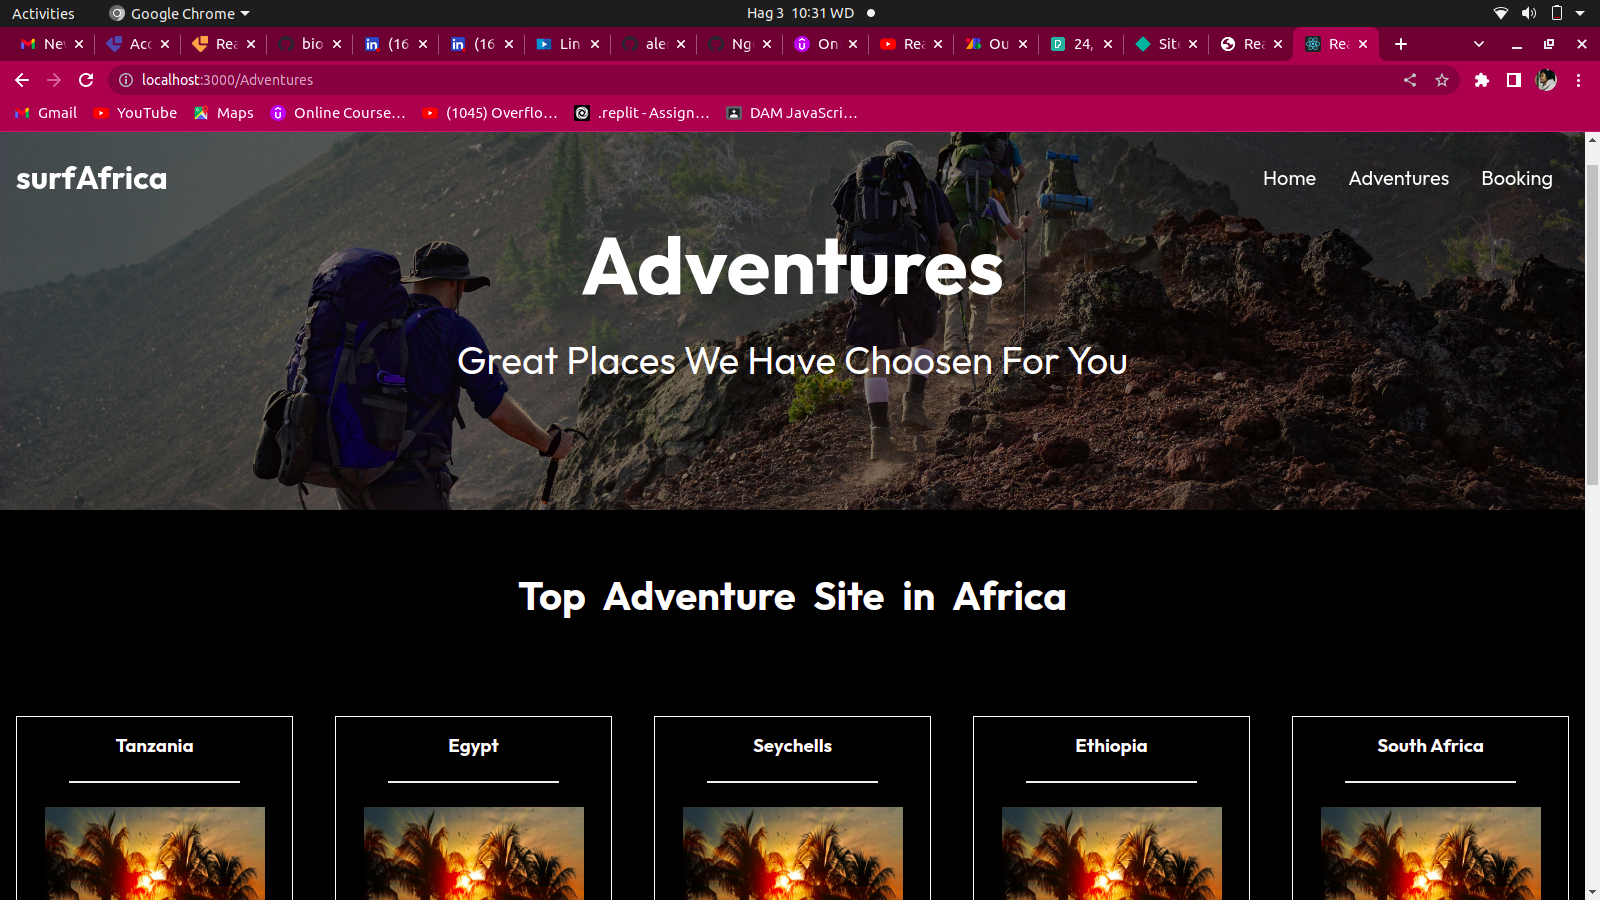 Activities Google Chrome Hag 3 10:31 WD
Nev Acc Rea bio (16 (16 Lin ale Ng On Rea Ou 24, Site Rea Rea
localhost:3000/Adventures
Gmail YouTube Maps Online Course… (1045) Overflo… .replit - Assign… DAM JavaScri…
surfAfrica Home Adventures Booking
Adventures
Great Places We Have Choosen For You
Top Adventure Site in Africa
Tanzania Egypt Seychells Ethiopia South Africa